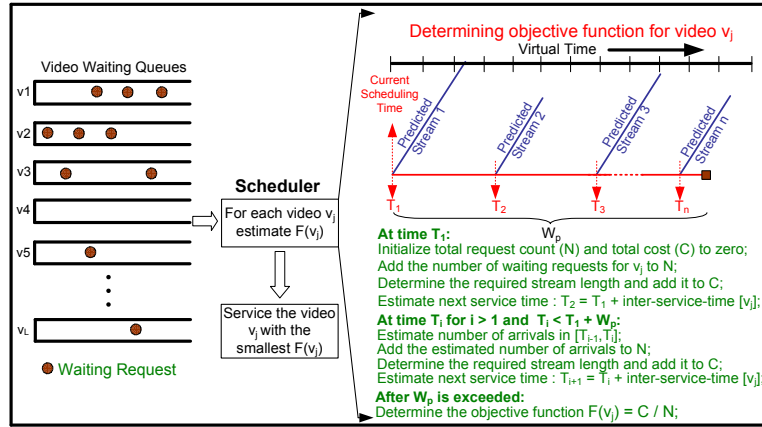 Video Waiting Queues
v1
v2
v3
v4
v5
vL
Waiting Request
Scheduler
For each video vj
estimate F(vj)
Service the video
vj with the
smallest F(vj)
Determining objective function for video vj
Virtual Time
Current
Scheduling
Time
Predicted
Stream 1
Predicted
Stream 2
Predicted
Stream 3
Predicted
Stream n
T1
T2
T3
Tn
Wp
At time T1:
Initialize total request count (N) and total cost (C) to zero;
Add the number of waiting requests for vj to N;
Determine the required stream length and add it to C;
Estimate next service time : T2 = T1 + inter-service-time [vj];
At time Ti for i > 1 and Ti < T1 + Wp:
Estimate number of arrivals in [Ti-1,Ti];
Add the estimated number of arrivals to N;
Determine the required stream length and add it to C;
Estimate next service time : Ti+1 = Ti + inter-service-time [vj];
After Wp is exceeded:
Determine the objective function F(vj) = C / N;